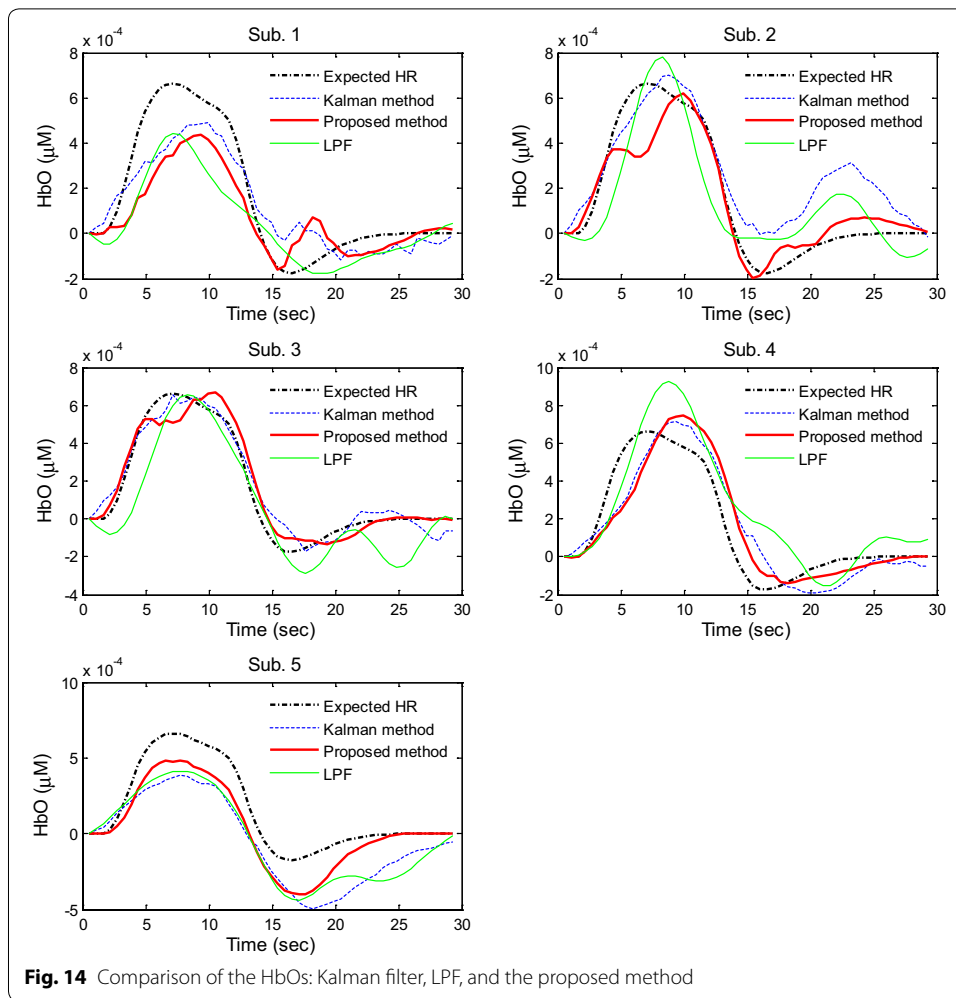 Sub. 1
x 10⁻⁴
8
6
4
2
0
-2
HbO (μM)
0 5 10 15 20 25 30
Time (sec)
Expected HR
Kalman method
Proposed method
LPF
Sub. 2
x 10⁻⁴
8
6
4
2
0
-2
HbO (μM)
0 5 10 15 20 25 30
Time (sec)
Expected HR
Kalman method
Proposed method
LPF
Sub. 3
x 10⁻⁴
8
6
4
2
0
-2
-4
HbO (μM)
0 5 10 15 20 25 30
Time (sec)
Expected HR
Kalman method
Proposed method
LPF
Sub. 4
x 10⁻⁴
10
8
6
4
2
0
-2
HbO (μM)
0 5 10 15 20 25 30
Time (sec)
Expected HR
Kalman method
Proposed method
LPF
Sub. 5
x 10⁻⁴
10
5
0
-5
HbO (μM)
0 5 10 15 20 25 30
Time (sec)
Expected HR
Kalman method
Proposed method
LPF
Fig. 14 Comparison of the HbOs: Kalman filter, LPF, and the proposed method